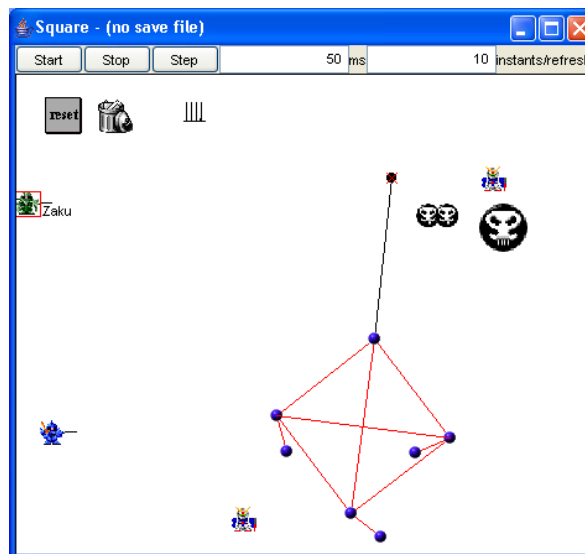 Square - (no save file)
Start Stop Step 50 ms 10 instants/refresh
reset
Zaku